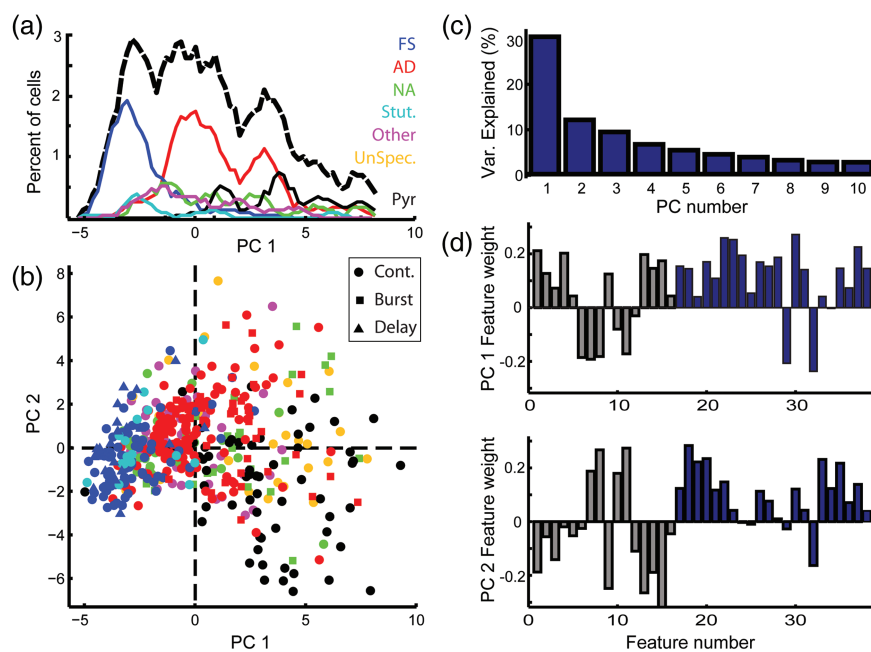 (a)
Percent of cells
3
2
1
0
-5
0
5
10
PC 1
FS
AD
NA
Stut.
Other
UnSpec.
Pyr
(b)
PC 2
8
6
4
2
0
−2
−4
−6
-5
0
5
10
PC 1
Cont.
Burst
Delay
(c)
Var. Explained (%)
30
20
10
0
1 2 3 4 5 6 7 8 9 10
PC number
(d)
PC 1 Feature weight
0.2
0
-0.2
0 10 20 30
PC 2 Feature weight
0.2
0
-0.2
0 10 20 30
Feature number